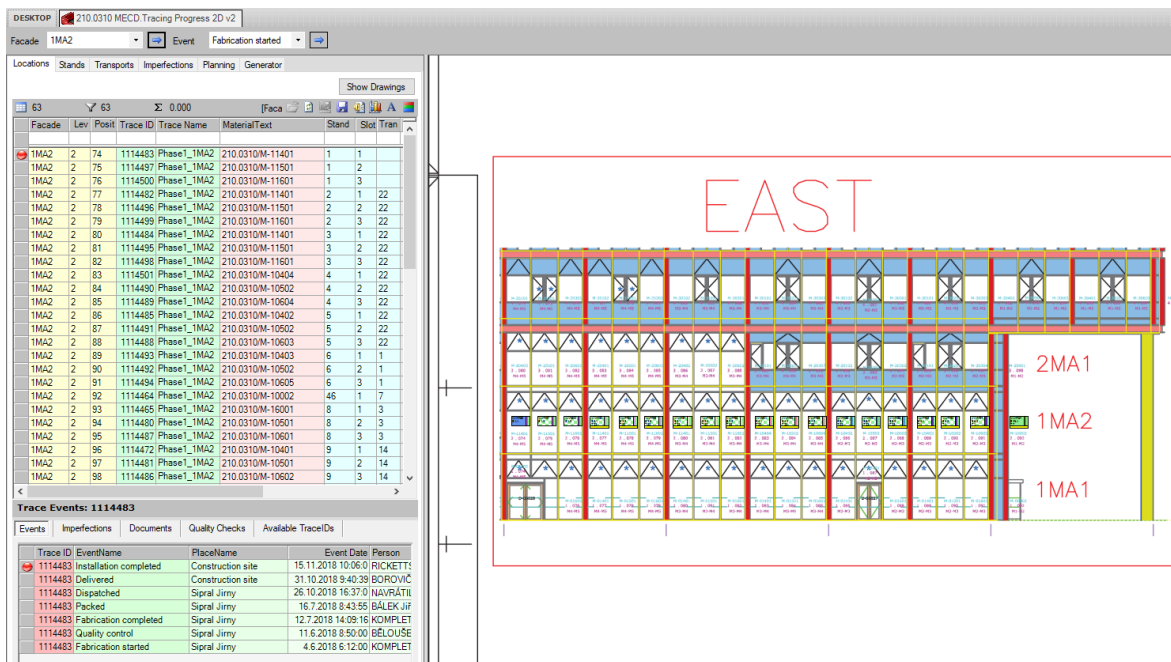 DESKTOP 210.0310 MECD.Tracing Progress 2D v2
Facade 1MA2 Event Fabrication started
Locations Stands Transports Imperfections Planning Generator
Show Drawings
63 63 Σ 0.000 [Faca A
Facade Lev Posit Trace ID Trace Name MaterialText Stand Slot Tran
1MA2 2 74 1114483 Phase1_1MA2 210.0310/M-11401 1 1
1MA2 2 75 1114497 Phase1_1MA2 210.0310/M-11501 1 2
1MA2 2 76 1114500 Phase1_1MA2 210.0310/M-11601 1 3
1MA2 2 77 1114482 Phase1_1MA2 210.0310/M-11401 2 1 22
1MA2 2 78 1114496 Phase1_1MA2 210.0310/M-11501 2 2 22
1MA2 2 79 1114499 Phase1_1MA2 210.0310/M-11601 2 3 22
1MA2 2 80 1114484 Phase1_1MA2 210.0310/M-11401 3 1 22
1MA2 2 81 1114495 Phase1_1MA2 210.0310/M-11501 3 2 22
1MA2 2 82 1114498 Phase1_1MA2 210.0310/M-11601 3 3 22
1MA2 2 83 1114501 Phase1_1MA2 210.0310/M-10404 4 1 22
1MA2 2 84 1114490 Phase1_1MA2 210.0310/M-10502 4 2 22
1MA2 2 85 1114489 Phase1_1MA2 210.0310/M-10604 4 3 22
1MA2 2 86 1114485 Phase1_1MA2 210.0310/M-10402 5 1 22
1MA2 2 87 1114491 Phase1_1MA2 210.0310/M-10502 5 2 22
1MA2 2 88 1114488 Phase1_1MA2 210.0310/M-10603 5 3 22
1MA2 2 89 1114493 Phase1_1MA2 210.0310/M-10403 6 1 1
1MA2 2 90 1114492 Phase1_1MA2 210.0310/M-10502 6 2 1
1MA2 2 91 1114494 Phase1_1MA2 210.0310/M-10605 6 3 1
1MA2 2 92 1114464 Phase1_1MA2 210.0310/M-10002 46 1 7
1MA2 2 93 1114465 Phase1_1MA2 210.0310/M-16001 8 1 3
1MA2 2 94 1114480 Phase1_1MA2 210.0310/M-10501 8 2 3
1MA2 2 95 1114487 Phase1_1MA2 210.0310/M-10601 8 3 3
1MA2 2 96 1114472 Phase1_1MA2 210.0310/M-10401 9 1 14
1MA2 2 97 1114481 Phase1_1MA2 210.0310/M-10501 9 2 14
1MA2 2 98 1114486 Phase1_1MA2 210.0310/M-10602 9 3 14
Trace Events: 1114483
Events Imperfections Documents Quality Checks Available TraceIDs
Trace ID EventName PlaceName Event Date Person
1114483 Installation completed Construction site 15.11.2018 10:06:0 RICKETTS
1114483 Delivered Construction site 31.10.2018 9:40:39 BOROVIČ
1114483 Dispatched Sipral Jirny 26.10.2018 16:37:0 NAVRÁTIL
1114483 Packed Sipral Jirny 16.7.2018 8:43:55 BÁLEK Jiř
1114483 Fabrication completed Sipral Jirny 12.7.2018 14:09:16 KOMPLET
1114483 Quality control Sipral Jirny 11.6.2018 8:50:00 BĚLOUŠE
1114483 Fabrication started Sipral Jirny 4.6.2018 6:12:00 KOMPLET
EAST
2MA1
1MA2
1MA1